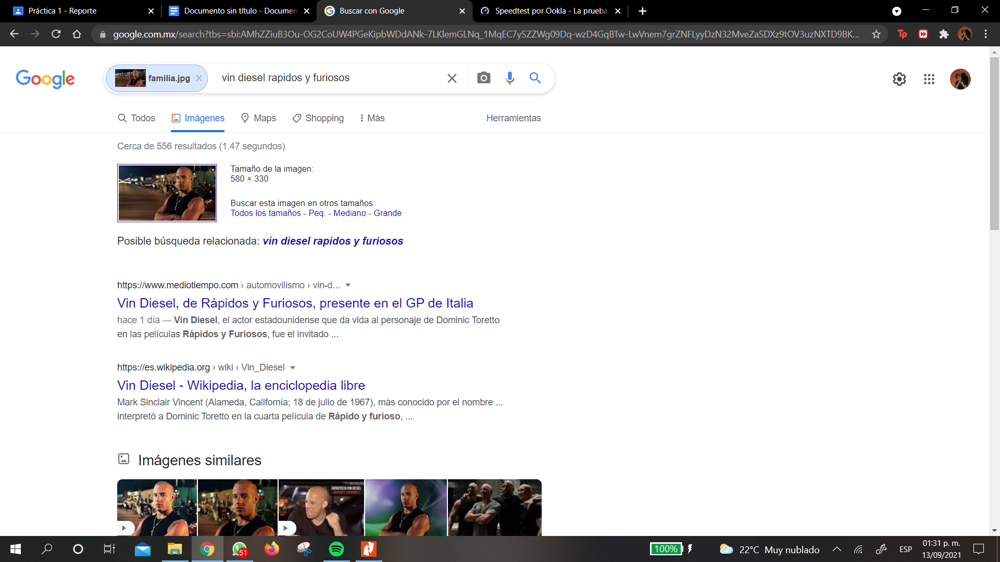 Práctica 1 - Reporte
Documento sin título - Documen
Buscar con Google
Speedtest por Ookla - La prueba
google.com.mx/search?tbs=sbi:AMhZZiuB3Ou-OG2CoUW4PGeKipbWDdANk-7LKlemGLNq_1MqEC7ySZZWg09Dq-wzD4GqBTw-LwVnem7grZNFLyyDzN32MveZaSDXz9tOV3uzNXTD9BK...
Google
familia.jpg
vin diesel rapidos y furiosos
Todos
Imágenes
Maps
Shopping
Más
Herramientas
Cerca de 556 resultados (1.47 segundos)
Tamaño de la imagen:
580 × 330
Buscar esta imagen en otros tamaños:
Todos los tamaños - Peq. - Mediano - Grande
Posible búsqueda relacionada: vin diesel rapidos y furiosos
https://www.mediotiempo.com › automovilismo › vin-d...
Vin Diesel, de Rápidos y Furiosos, presente en el GP de Italia
hace 1 día — Vin Diesel, el actor estadounidense que da vida al personaje de Dominic Toretto
en las películas Rápidos y Furiosos, fue el invitado ...
https://es.wikipedia.org › wiki › Vin_Diesel
Vin Diesel - Wikipedia, la enciclopedia libre
Mark Sinclair Vincent (Alameda, California; 18 de julio de 1967), más conocido por el nombre ...
interpretó a Dominic Toretto en la cuarta película de Rápido y furioso, ...
Imágenes similares
ENTREVISTA VIN DIESEL
RÁPIDOS Y FURIOSOS 7
51
100%
22°C Muy nublado
ESP
01:31 p. m.
13/09/2021